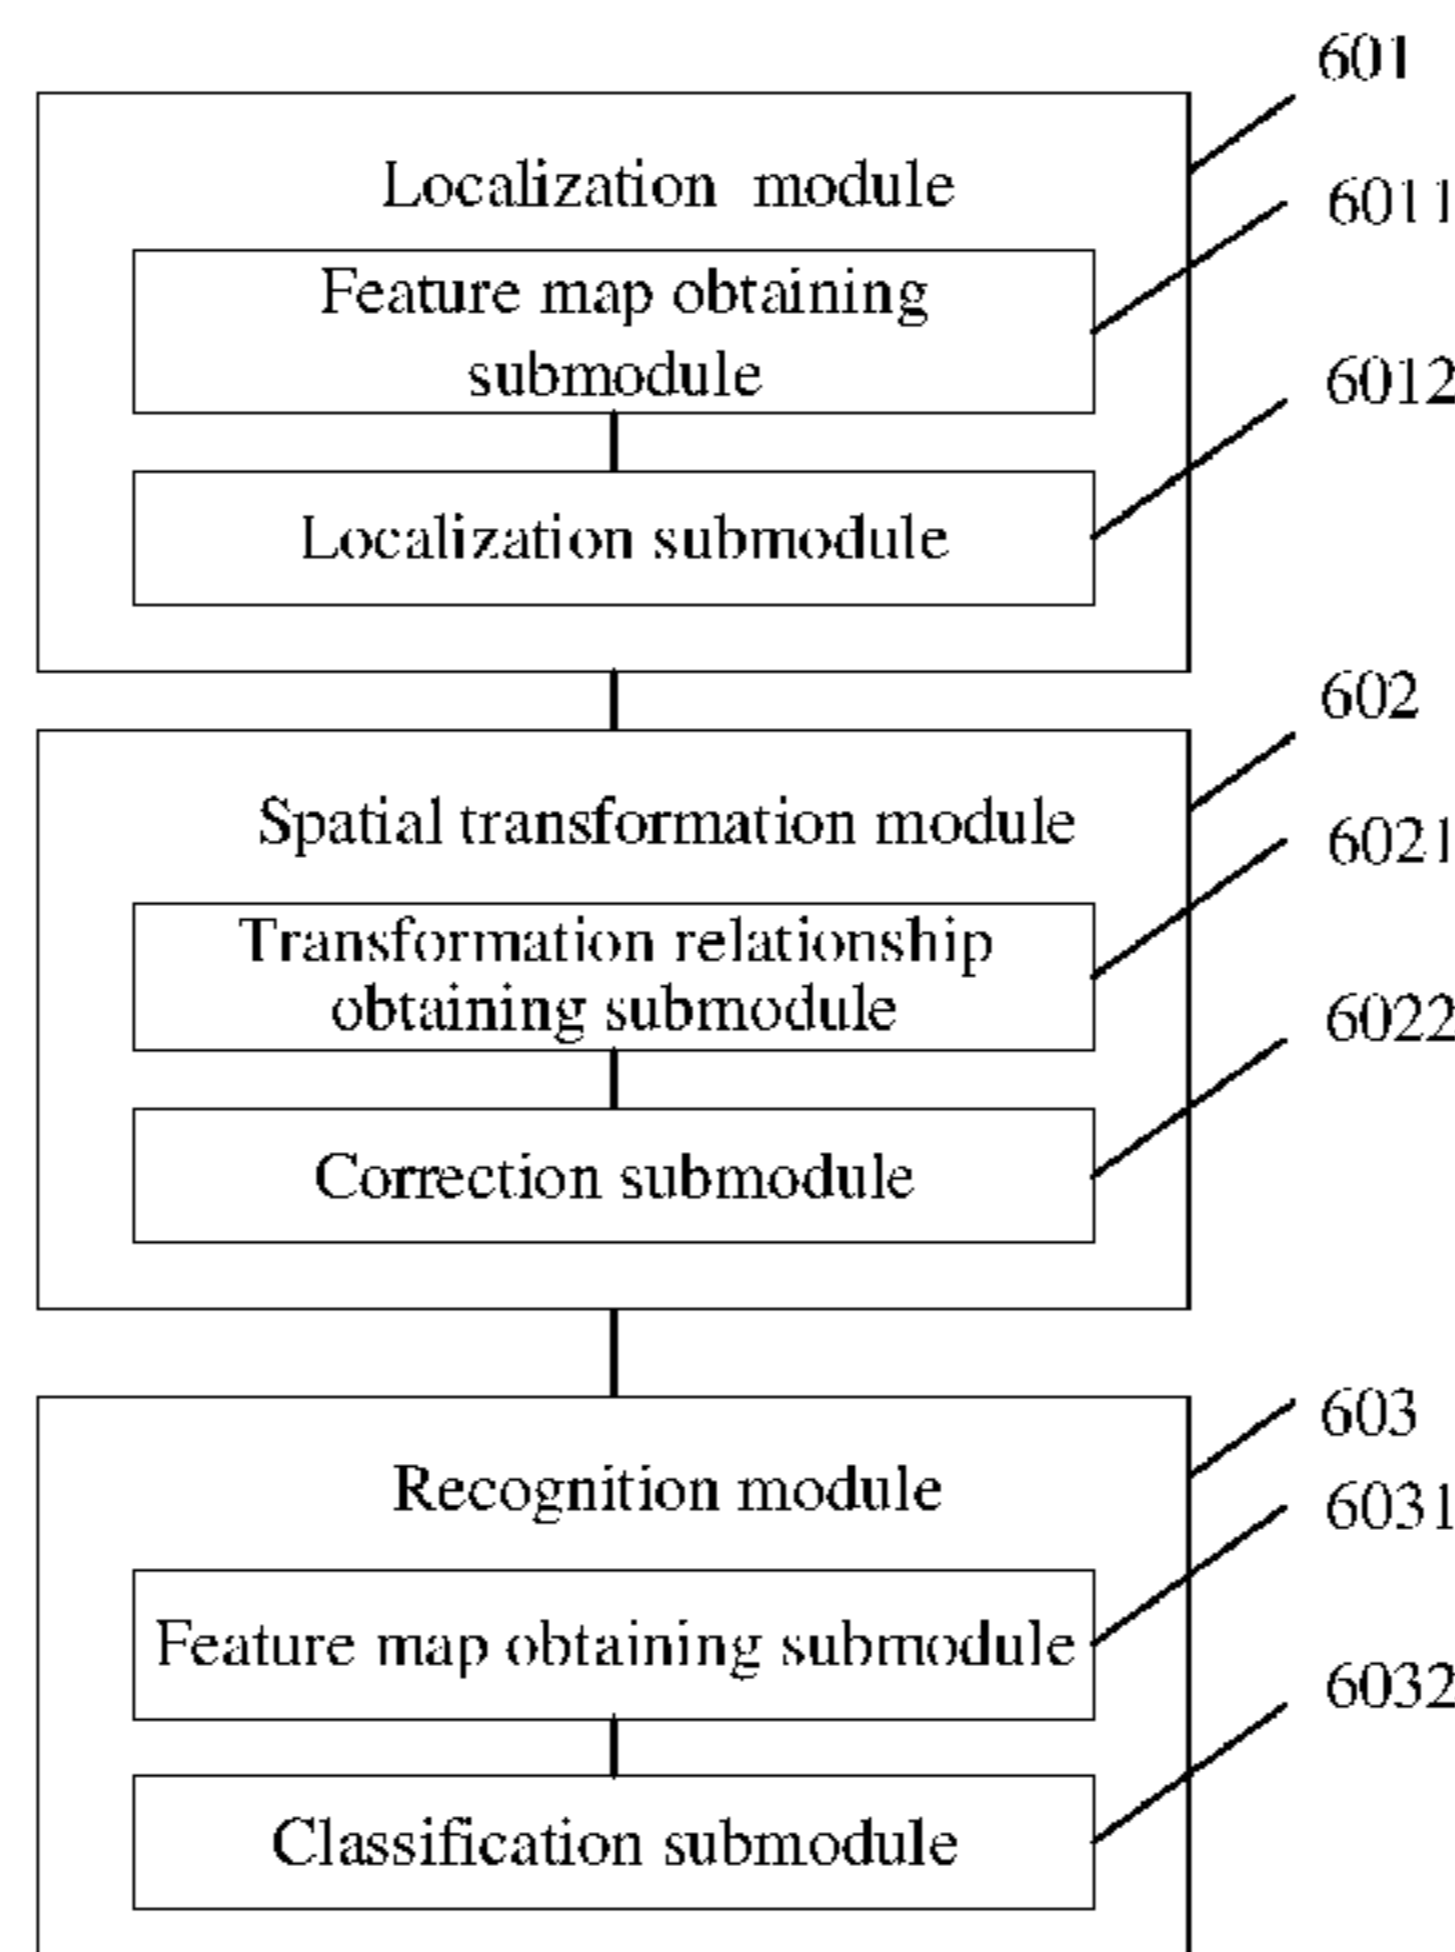 601
Localization module
6011
Feature map obtaining
submodule
6012
Localization submodule
602
Spatial transformation module
6021
Transformation relationship
obtaining submodule
6022
Correction submodule
603
Recognition module
6031
Feature map obtaining submodule
6032
Classification submodule